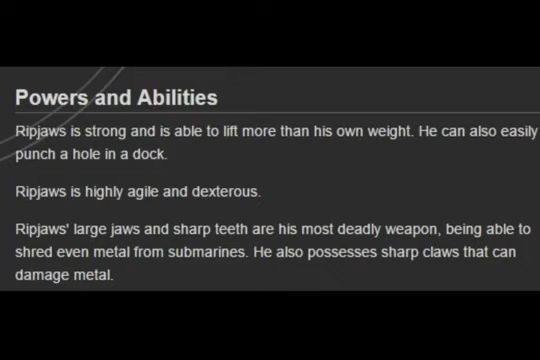 Powers and Abilities
Ripjaws is strong and is able to lift more than his own weight. He can also easily
punch a hole in a dock.
Ripjaws is highly agile and dexterous.
Ripjaws' large jaws and sharp teeth are his most deadly weapon, being able to
shred even metal from submarines. He also possesses sharp claws that can
damage metal.